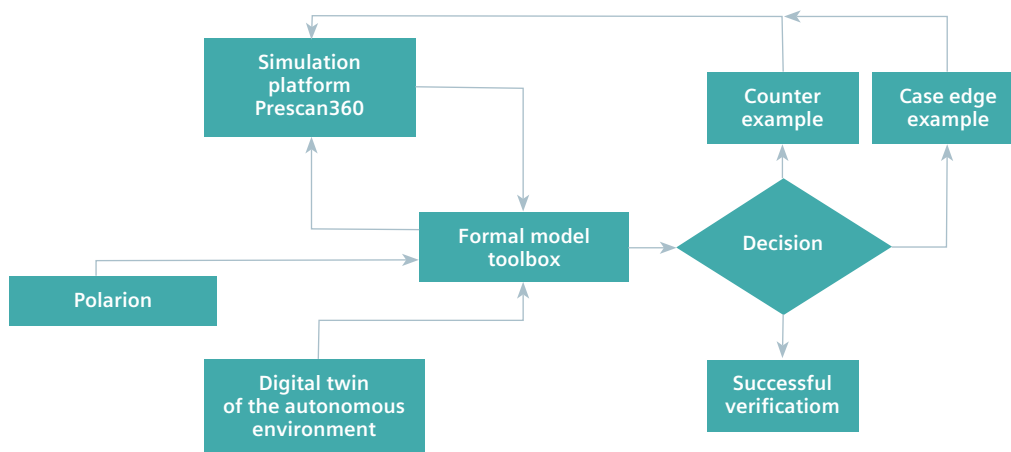 Simulation
platform
Prescan360
Counter
example
Case edge
example
Formal model
toolbox
Decision
Polarion
Digital twin
of the autonomous
environment
Successful
verificatiom